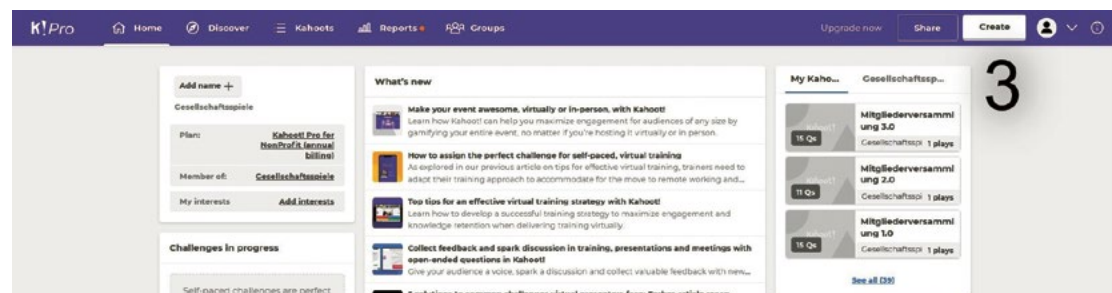 K! Pro Home Discover Kahoots Reports Groups Upgrade now Share Create
3
Add name +
Gesellschaftsspiele
Plan: Kahoot! Pro for
NonProfit (annual
billing)
Member of: Gesellschaftsspiele
My interests Add interests
Challenges in progress
Self-paced challenges are perfect
What's new
Make your event awesome, virtually or in-person, with Kahoot!
Learn how Kahoot! can help you maximize engagement for audiences of any size by
gamifying your entire event, no matter if you're hosting it virtually or in person.
How to assign the perfect challenge for self-paced, virtual training
As explored in our previous article on tips for effective virtual training, trainers need to
adapt their training approach to accommodate for the move to remote working and...
Top tips for an effective virtual training strategy with Kahoot!
Learn how to develop a successful training strategy to maximize engagement and
knowledge retention when delivering training virtually.
Collect feedback and spark discussion in training, presentations and meetings with
open-ended questions in Kahoot!
Give your audience a voice, spark a discussion and collect valuable feedback with new...
My Kaho... Gesellschaftssp...
Mitgliederversamml
ung 3.0
15 Qs Gesellschaftsspi 1 plays
Mitgliederversamml
ung 2.0
11 Qs Gesellschaftsspi 1 plays
Mitgliederversamml
ung 1.0
15 Qs Gesellschaftsspi 1 plays
See all (39)